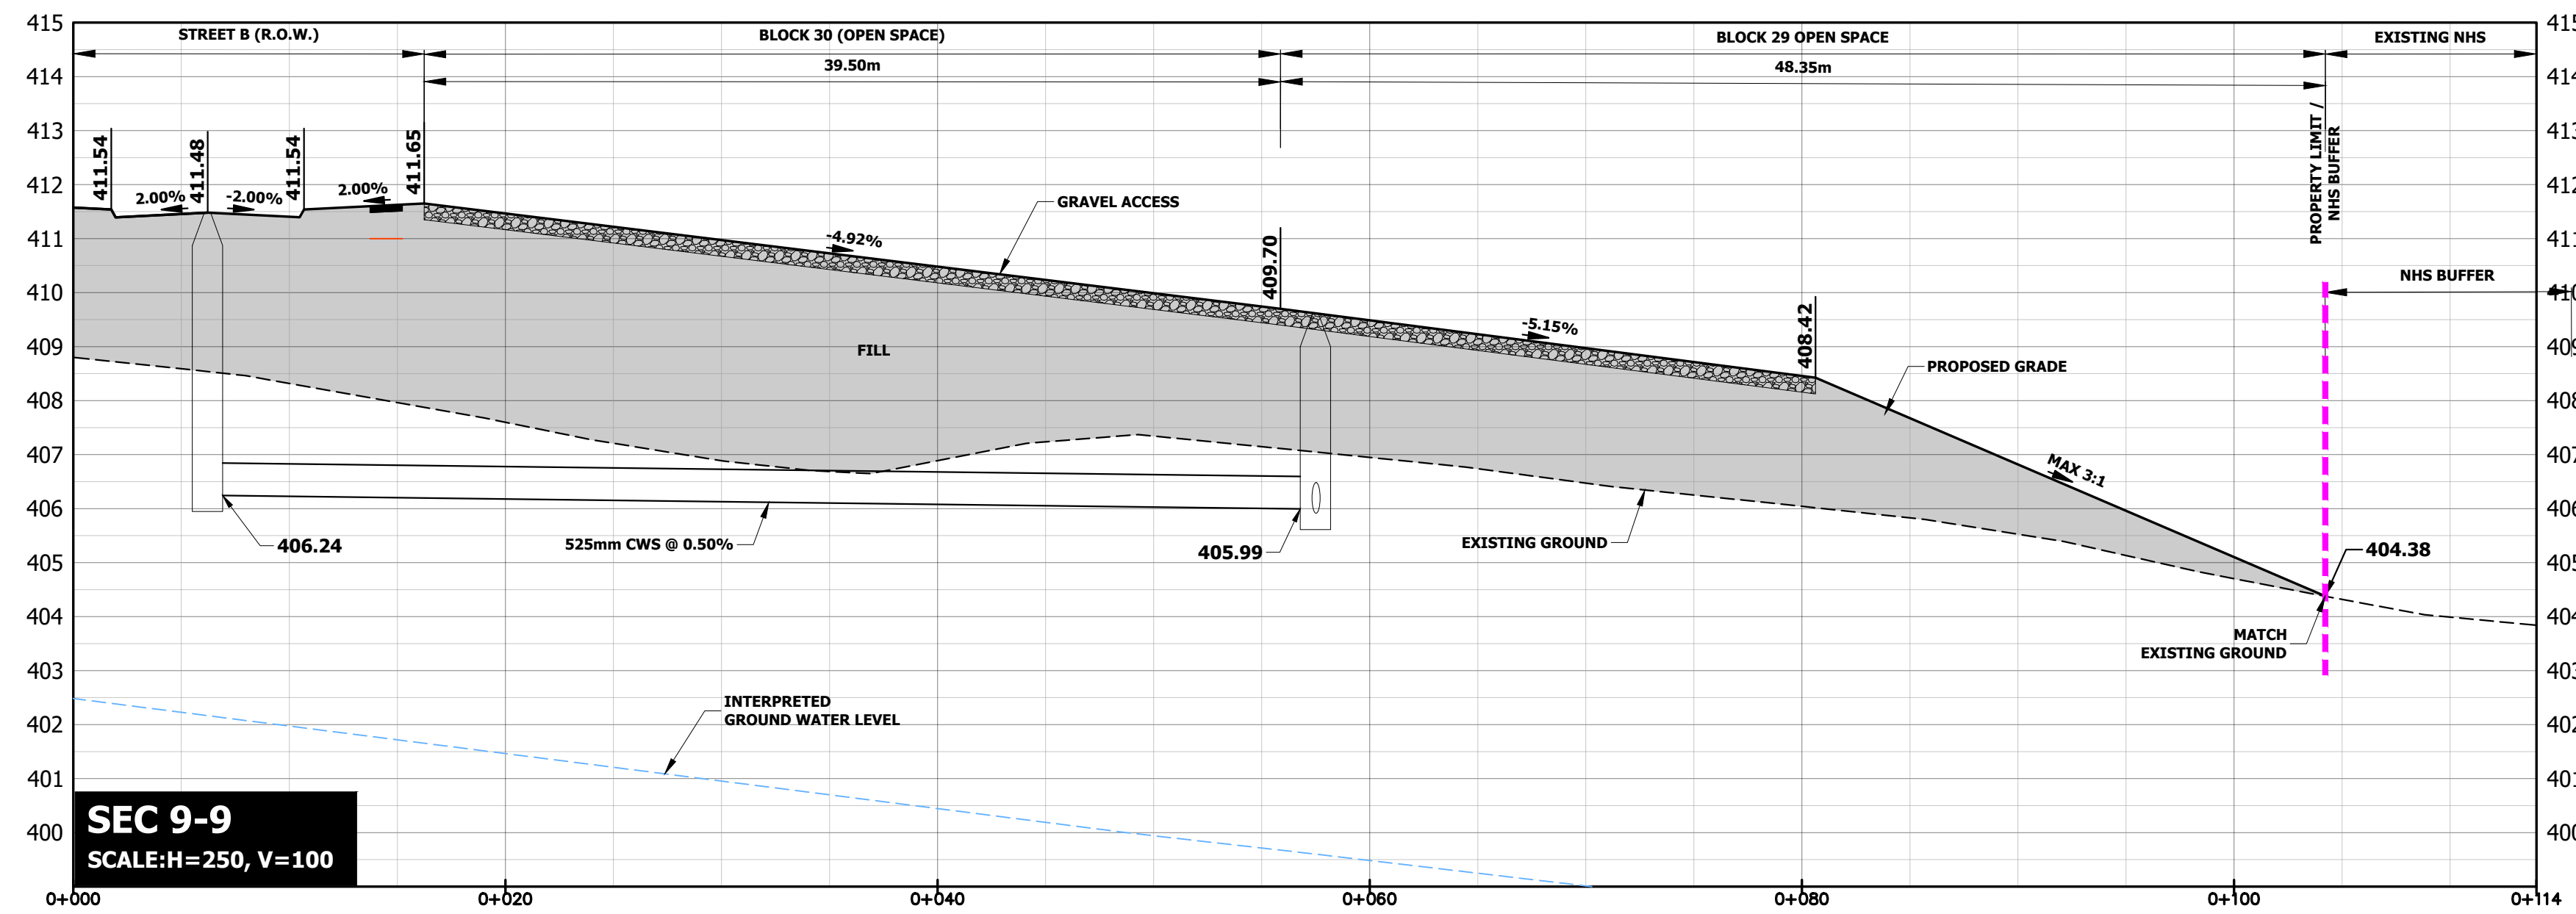 415
414
413
412
411
410
409
408
407
406
405
404
403
402
401
400
STREET B (R.O.W.)
BLOCK 30 (OPEN SPACE)
39.50m
BLOCK 29 OPEN SPACE
48.35m
EXISTING NHS
411.54
2.00%
411.48
-2.00%
411.54
2.00%
411.65
GRAVEL ACCESS
-4.92%
409.70
-5.15%
408.42
PROPERTY LIMIT /
NHS BUFFER
NHS BUFFER
FILL
PROPOSED GRADE
MAX 3:1
406.24
525mm CWS @ 0.50%
405.99
EXISTING GROUND
404.38
MATCH
EXISTING GROUND
INTERPRETED
GROUND WATER LEVEL
SEC 9-9
SCALE:H=250, V=100
0+000
0+020
0+040
0+060
0+080
0+100
0+114